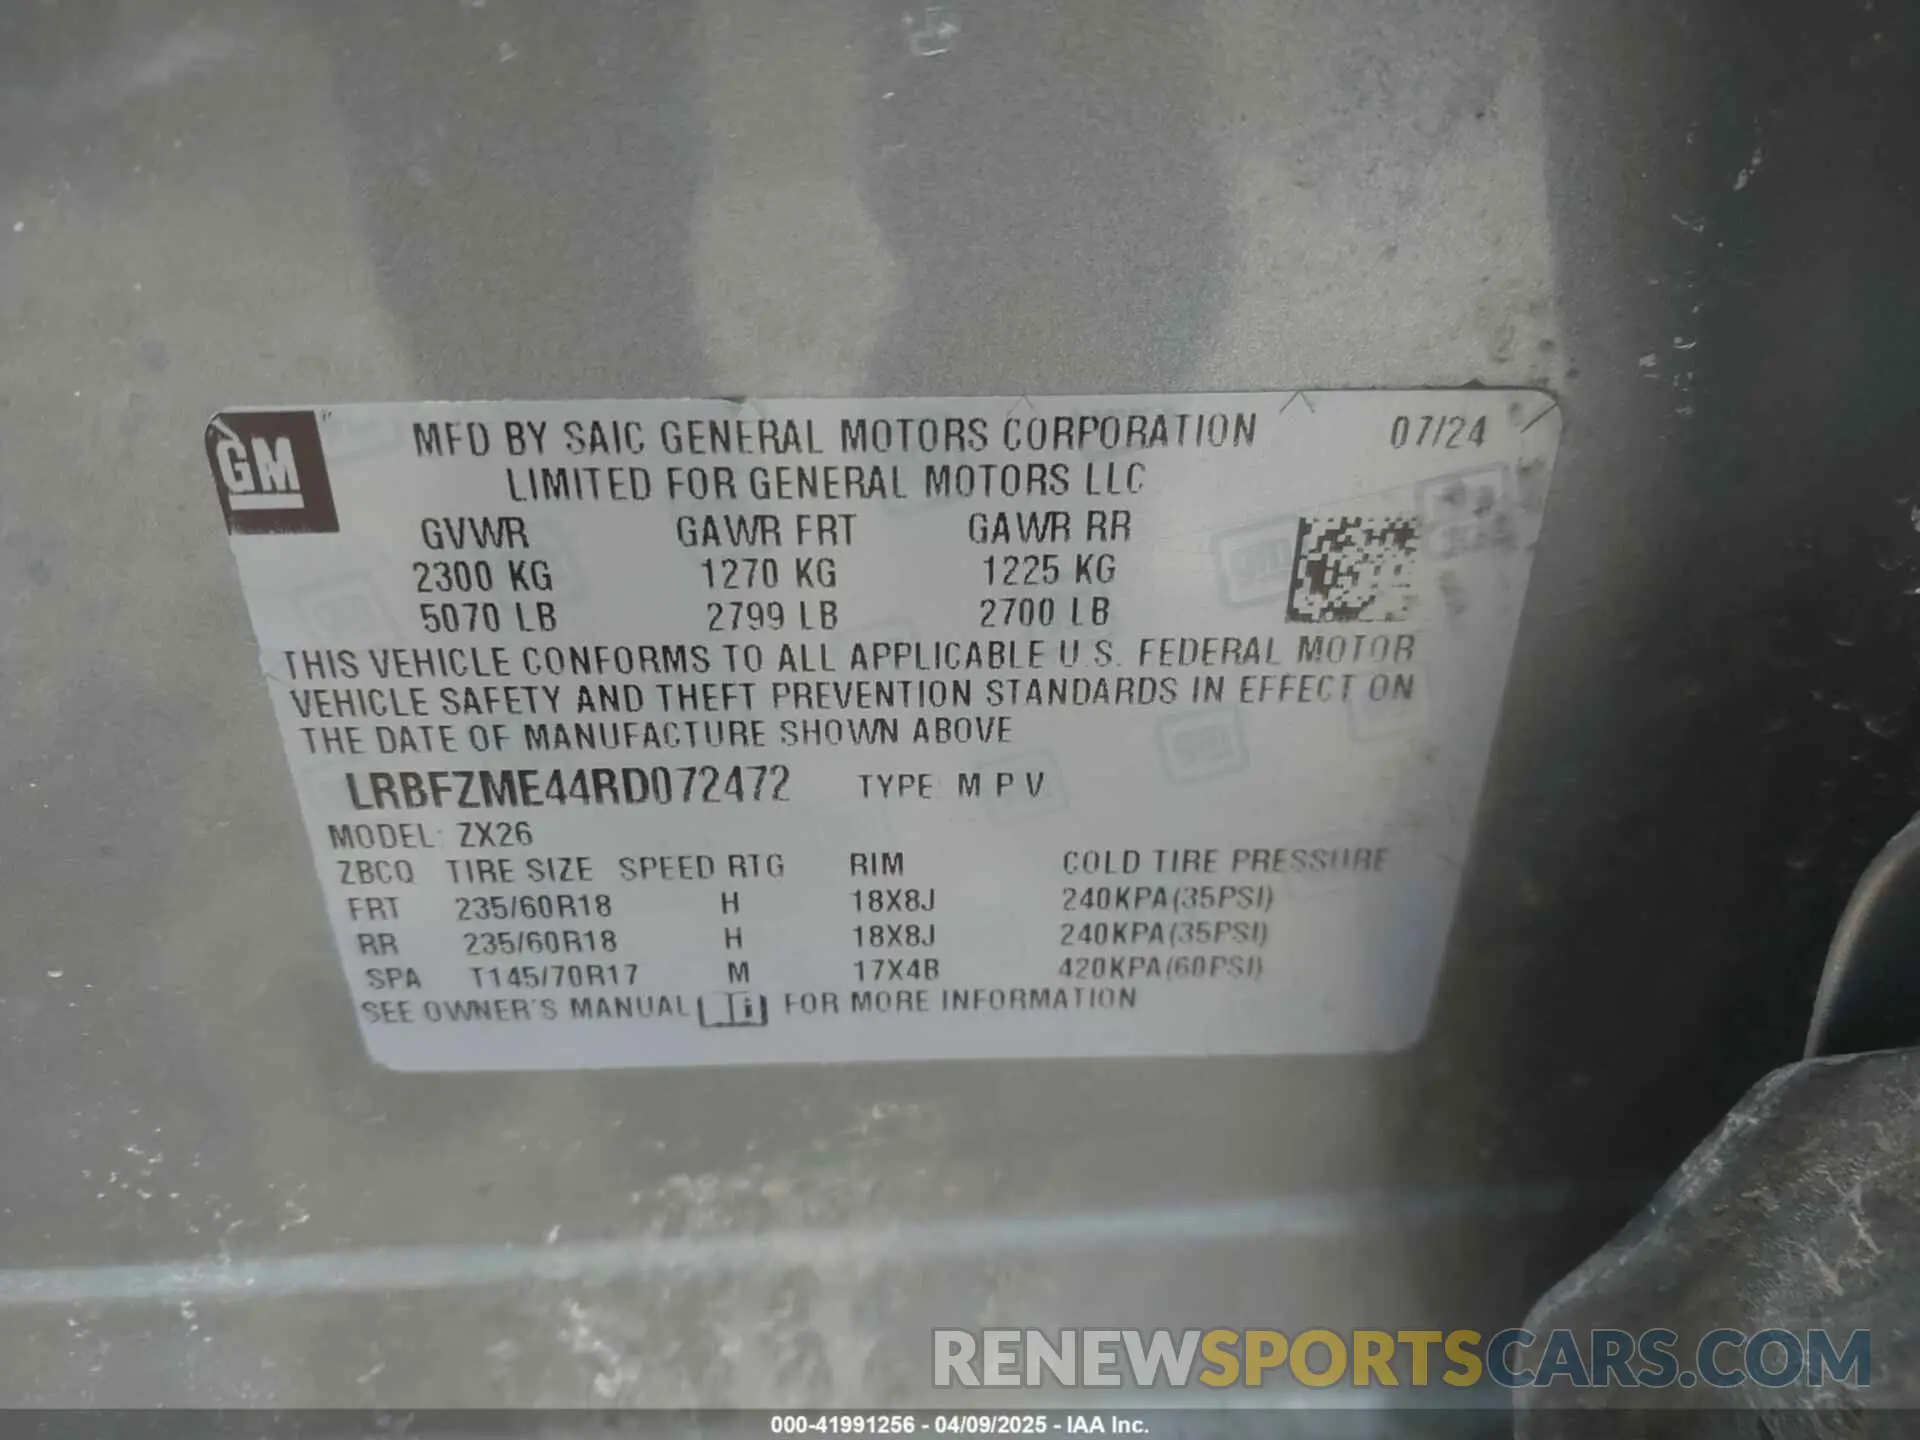 GM
MFD BY SAIC GENERAL MOTORS CORPORATION 07/24
LIMITED FOR GENERAL MOTORS LLC
GVWR GAWR FRT GAWR RR
2300 KG 1270 KG 1225 KG
5070 LB 2799 LB 2700 LB
THIS VEHICLE CONFORMS TO ALL APPLICABLE U.S. FEDERAL MOTOR
VEHICLE SAFETY AND THEFT PREVENTION STANDARDS IN EFFECT ON
THE DATE OF MANUFACTURE SHOWN ABOVE
LRBFZME44RD072472 TYPE: M P V
MODEL: ZX26
ZBCQ TIRE SIZE SPEED RTG RIM COLD TIRE PRESSURE
FRT 235/60R18 H 18X8J 240KPA(35PSI)
RR 235/60R18 H 18X8J 240KPA(35PSI)
SPA T145/70R17 M 17X4B 420KPA(60PSI)
SEE OWNER'S MANUAL i FOR MORE INFORMATION
RENEWSPORTSCARS.COM
000-41991256 - 04/09/2025 - IAA Inc.